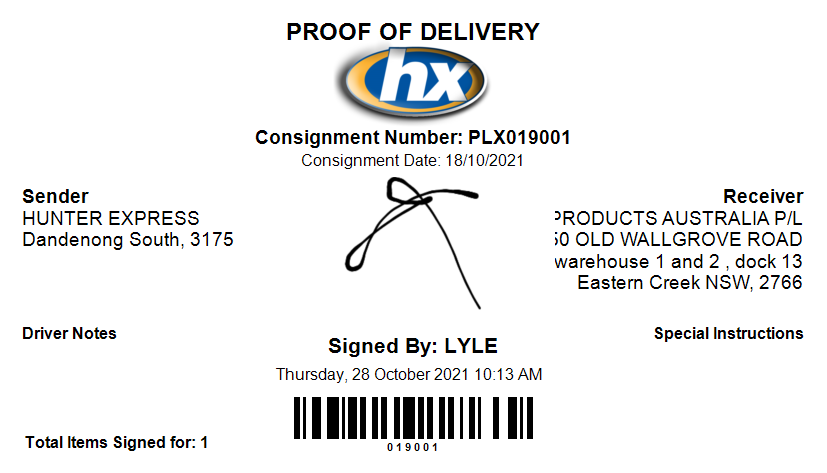 PROOF OF DELIVERY
hx
Consignment Number: PLX019001
Consignment Date: 18/10/2021
Sender
HUNTER EXPRESS
Dandenong South, 3175
Receiver
PRODUCTS AUSTRALIA P/L
50 OLD WALLGROVE ROAD
warehouse 1 and 2 , dock 13
Eastern Creek NSW, 2766
Driver Notes
Special Instructions
Signed By: LYLE
Thursday, 28 October 2021 10:13 AM
019001
Total Items Signed for: 1